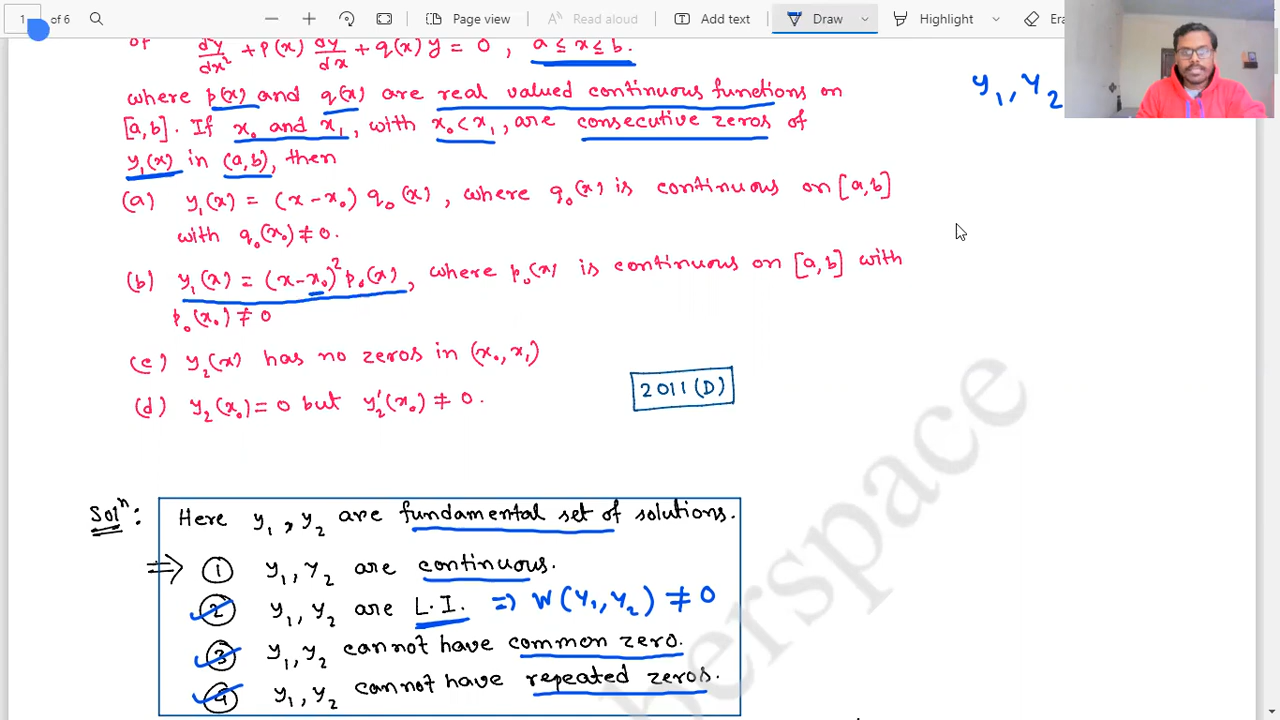 1 of 6 Page view Read aloud Add text Draw Highlight
of dy/dx² + p(x) dy/dx + q(x) y = 0 , a ≤ x ≤ b.
where p(x) and q(x) are real valued continuous functions on
y₁, y₂
[a,b]. If x₀ and x₁, with x₀ < x₁, are consecutive zeros of
y₁(x) in (a,b), then
(a) y₁(x) = (x-x₀) q₀(x), where q₀(x) is continuous on [a,b]
with q₀(x₀) ≠ 0.
(b) y₁(x) = (x-x₀)² p₀(x), where p₀(x) is continuous on [a,b] with
p₀(x₀) ≠ 0
(c) y₂(x) has no zeros in (x₀, x₁)
(d) y₂(x₀) = 0 but y₂'(x₀) ≠ 0.
2011 (D)
Solⁿ: Here y₁, y₂ are fundamental set of solutions.
⇒ ① y₁, y₂ are continuous.
② y₁, y₂ are L.I. ⇒ W(y₁, y₂) ≠ 0
③ y₁, y₂ cannot have common zero.
④ y₁, y₂ cannot have repeated zeros.